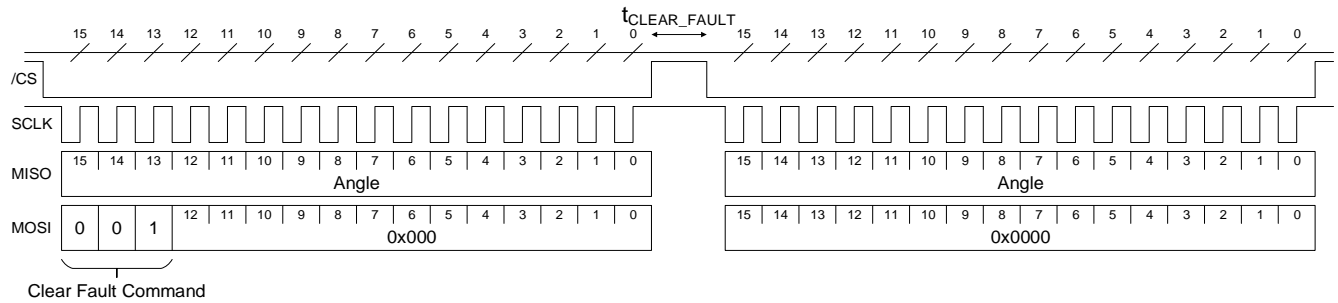 tCLEAR_FAULT
15 14 13 12 11 10 9 8 7 6 5 4 3 2 1 0 15 14 13 12 11 10 9 8 7 6 5 4 3 2 1 0
/CS
SCLK
MISO 15 14 13 12 11 10 9 8 7 6 5 4 3 2 1 0 15 14 13 12 11 10 9 8 7 6 5 4 3 2 1 0
Angle Angle
MOSI 0 0 1 12 11 10 9 8 7 6 5 4 3 2 1 0 15 14 13 12 11 10 9 8 7 6 5 4 3 2 1 0
0x000 0x0000
Clear Fault Command